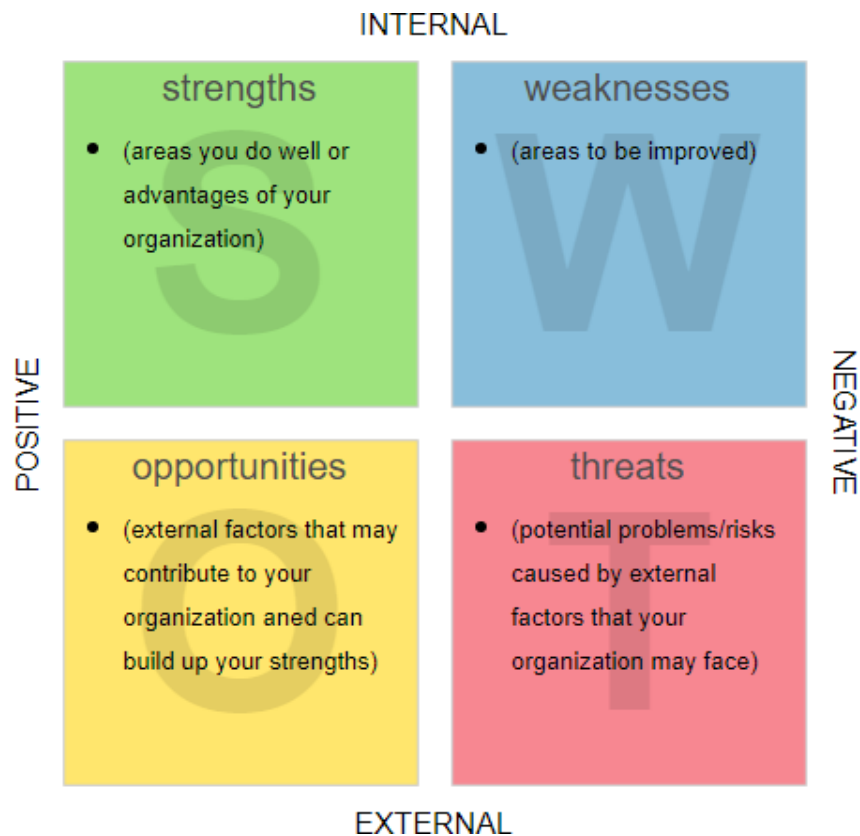 INTERNAL
strengths
• (areas you do well or
advantages of your
organization)
S
weaknesses
• (areas to be improved)
W
POSITIVE
NEGATIVE
opportunities
• (external factors that may
contribute to your
organization aned can
build up your strengths)
O
threats
• (potential problems/risks
caused by external
factors that your
organization may face)
T
EXTERNAL